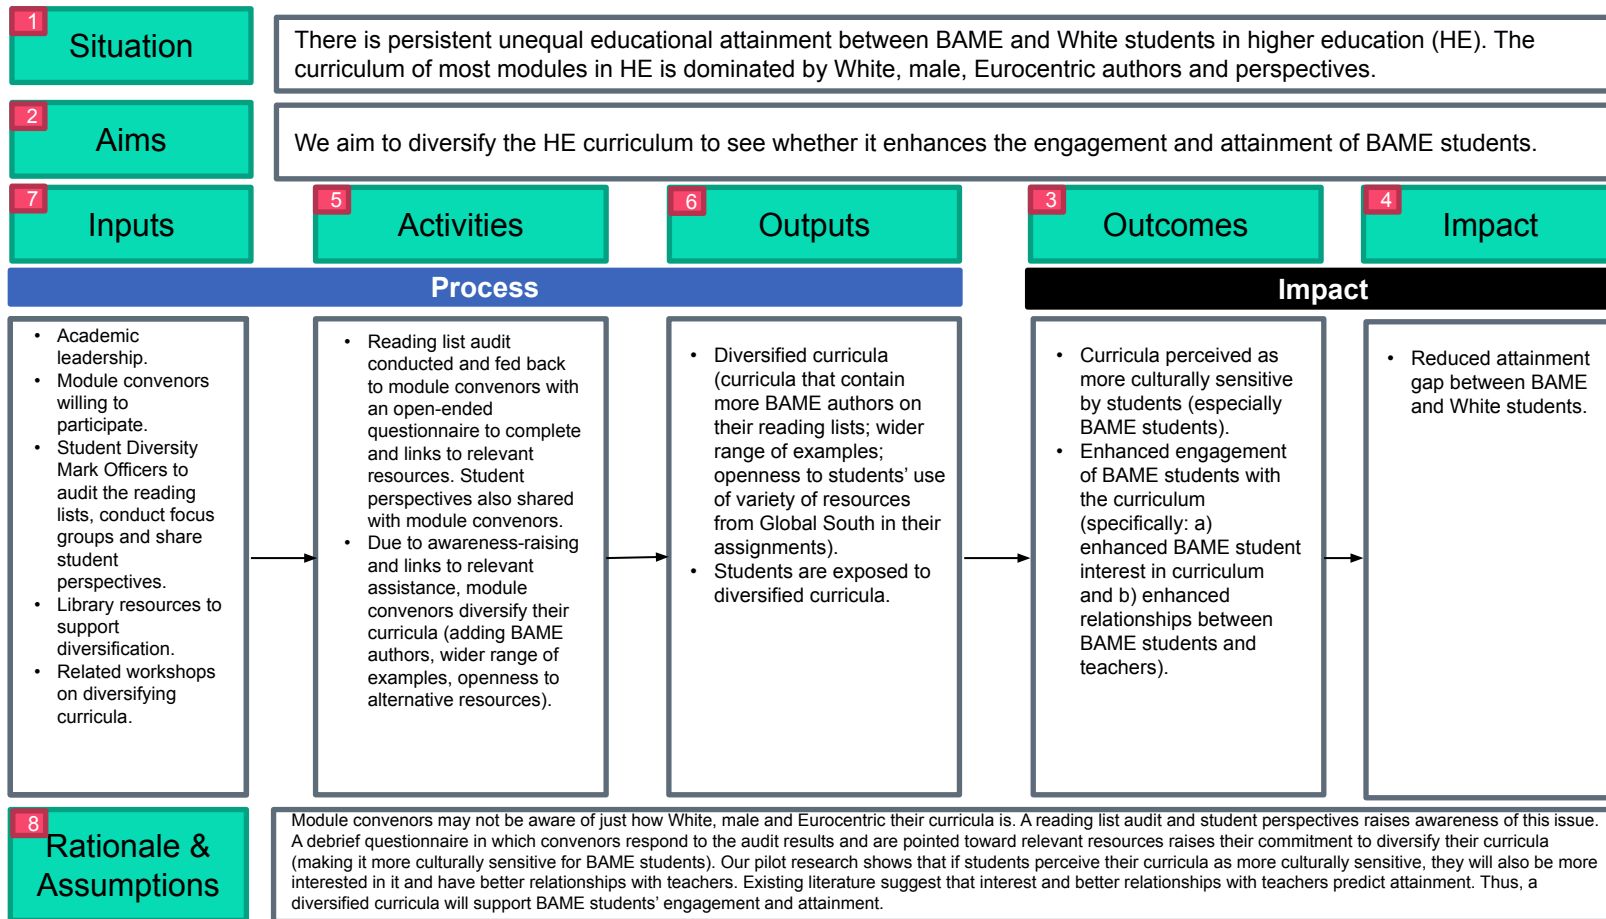 1
Situation
There is persistent unequal educational attainment between BAME and White students in higher education (HE). The
curriculum of most modules in HE is dominated by White, male, Eurocentric authors and perspectives.
2
Aims
We aim to diversify the HE curriculum to see whether it enhances the engagement and attainment of BAME students.
7
Inputs
5
Activities
6
Outputs
3
Outcomes
4
Impact
Process
Impact
• Academic
leadership.
• Module convenors
willing to
participate.
• Student Diversity
Mark Officers to
audit the reading
lists, conduct focus
groups and share
student
perspectives.
• Library resources to
support
diversification.
• Related workshops
on diversifying
curricula.
• Reading list audit
conducted and fed back
to module convenors with
an open-ended
questionnaire to complete
and links to relevant
resources. Student
perspectives also shared
with module convenors.
• Due to awareness-raising
and links to relevant
assistance, module
convenors diversify their
curricula (adding BAME
authors, wider range of
examples, openness to
alternative resources).
• Diversified curricula
(curricula that contain
more BAME authors on
their reading lists; wider
range of examples;
openness to students’ use
of variety of resources
from Global South in their
assignments).
• Students are exposed to
diversified curricula.
• Curricula perceived as
more culturally sensitive
by students (especially
BAME students).
• Enhanced engagement
of BAME students with
the curriculum
(specifically: a)
enhanced BAME student
interest in curriculum
and b) enhanced
relationships between
BAME students and
teachers).
• Reduced attainment
gap between BAME
and White students.
8
Rationale &
Assumptions
Module convenors may not be aware of just how White, male and Eurocentric their curricula is. A reading list audit and student perspectives raises awareness of this issue.
A debrief questionnaire in which convenors respond to the audit results and are pointed toward relevant resources raises their commitment to diversify their curricula
(making it more culturally sensitive for BAME students). Our pilot research shows that if students perceive their curricula as more culturally sensitive, they will also be more
interested in it and have better relationships with teachers. Existing literature suggest that interest and better relationships with teachers predict attainment. Thus, a
diversified curricula will support BAME students’ engagement and attainment.